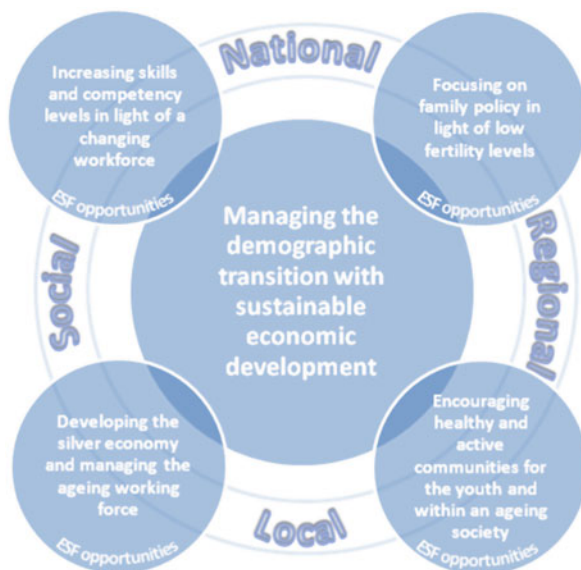 National
Increasing skills
and competency
levels in light of a
changing
workforce
ESF opportunities
Focusing on
family policy in
light of low
fertility levels
ESF opportunities
Managing the
demographic
transition with
sustainable
economic
development
Social
Regional
Developing the
silver economy
and managing the
ageing working
force
ESF opportunities
Encouraging
healthy and
active
communities for
the youth and
within an ageing
society
ESF opportunities
Local